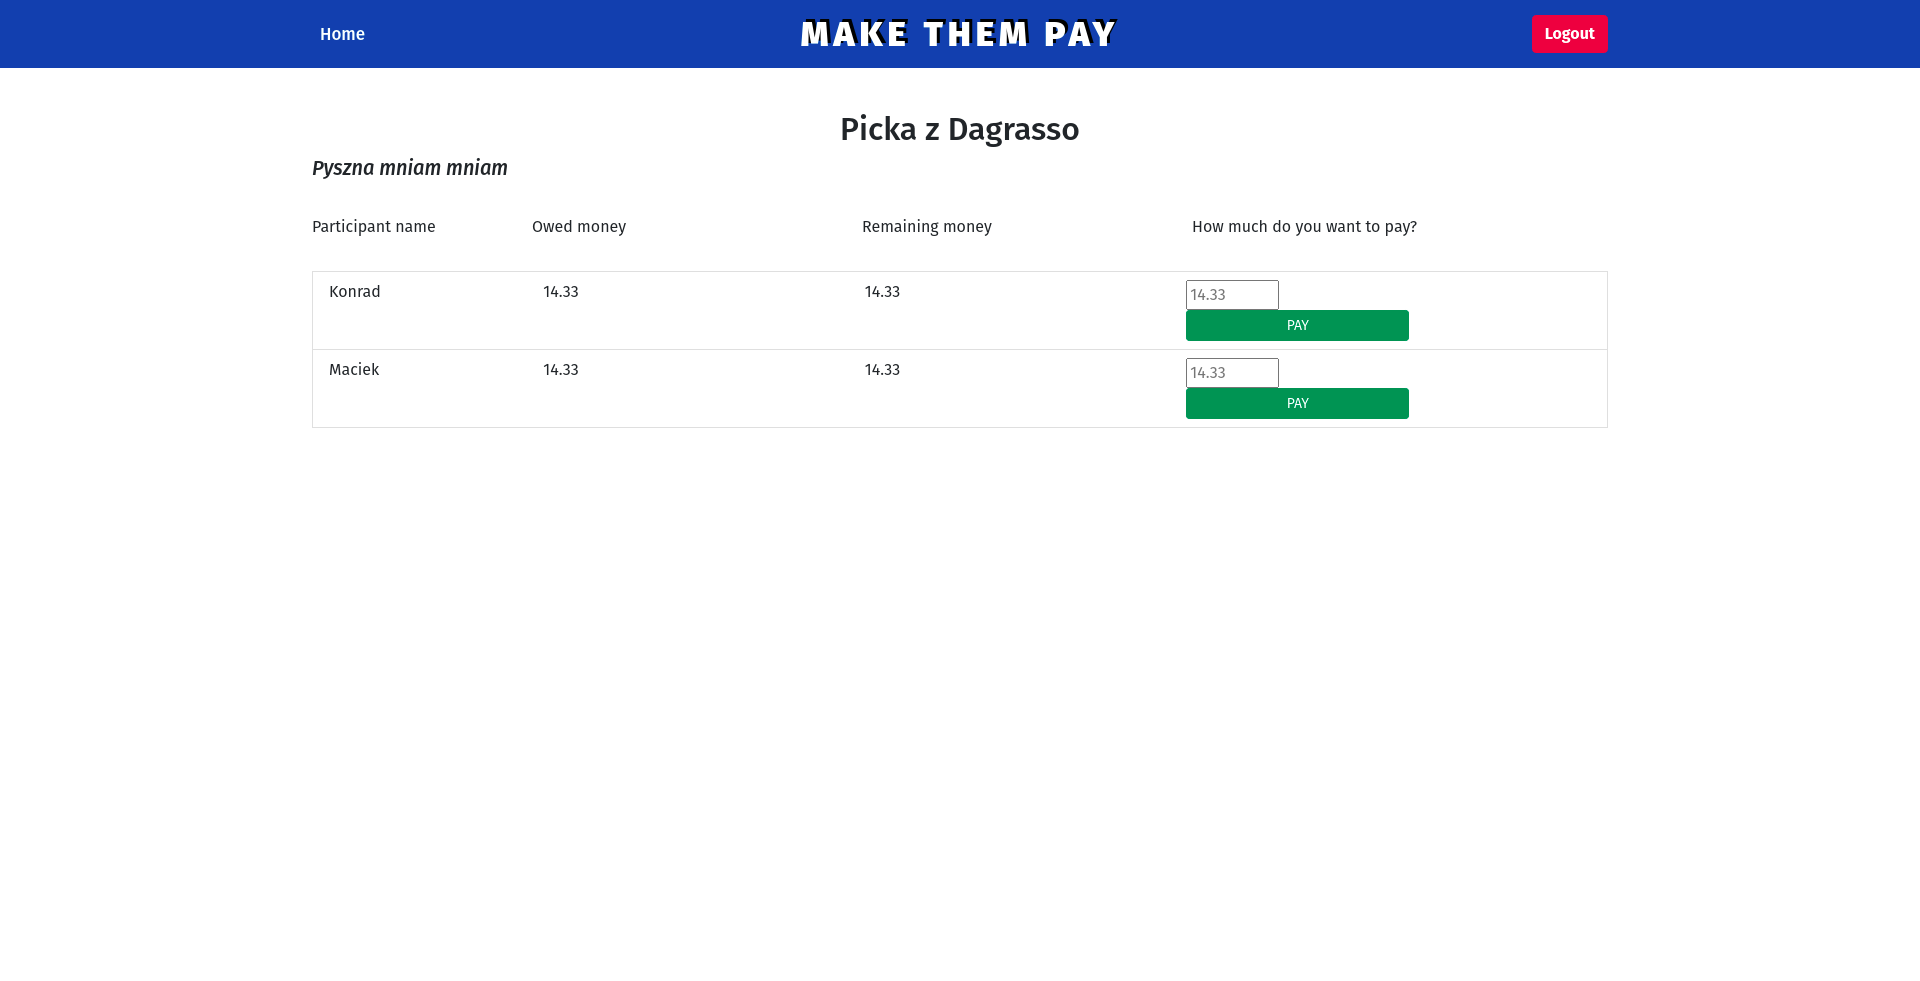 Home MAKE THEM PAY Logout
Picka z Dagrasso
Pyszna mniam mniam
Participant name Owed money Remaining money How much do you want to pay?
Konrad 14.33 14.33 14.33
PAY
Maciek 14.33 14.33 14.33
PAY